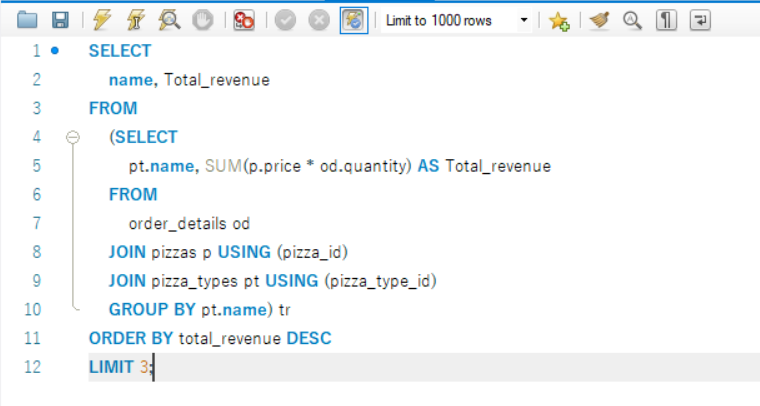 Limit to 1000 rows
1 SELECT
2 name, Total_revenue
3 FROM
4 (SELECT
5 pt.name, SUM(p.price * od.quantity) AS Total_revenue
6 FROM
7 order_details od
8 JOIN pizzas p USING (pizza_id)
9 JOIN pizza_types pt USING (pizza_type_id)
10 GROUP BY pt.name) tr
11 ORDER BY total_revenue DESC
12 LIMIT 3;